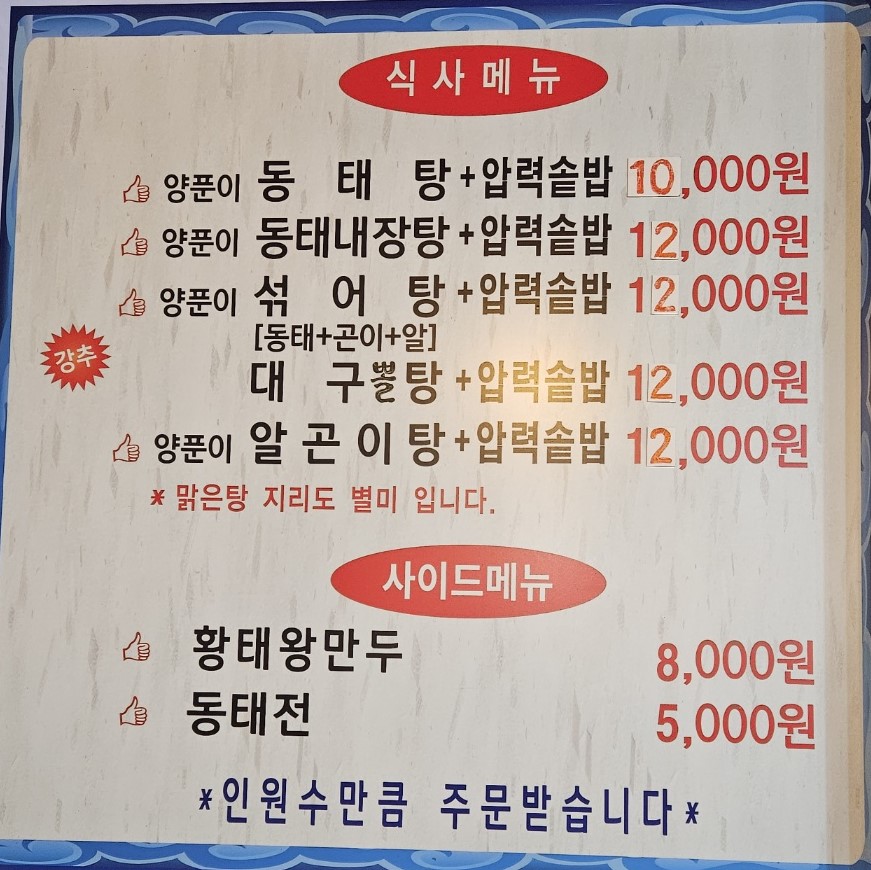 식사메뉴
양푼이 동태탕+압력솥밥 10,000원
양푼이 동태내장탕+압력솥밥 12,000원
양푼이 섞어탕+압력솥밥 12,000원
[동태+곤이+알]
강추
대구뽈탕+압력솥밥 12,000원
양푼이 알곤이탕+압력솥밥 12,000원
* 맑은탕 지리도 별미 입니다.
사이드메뉴
황태왕만두 8,000원
동태전 5,000원
*인원수만큼 주문받습니다*